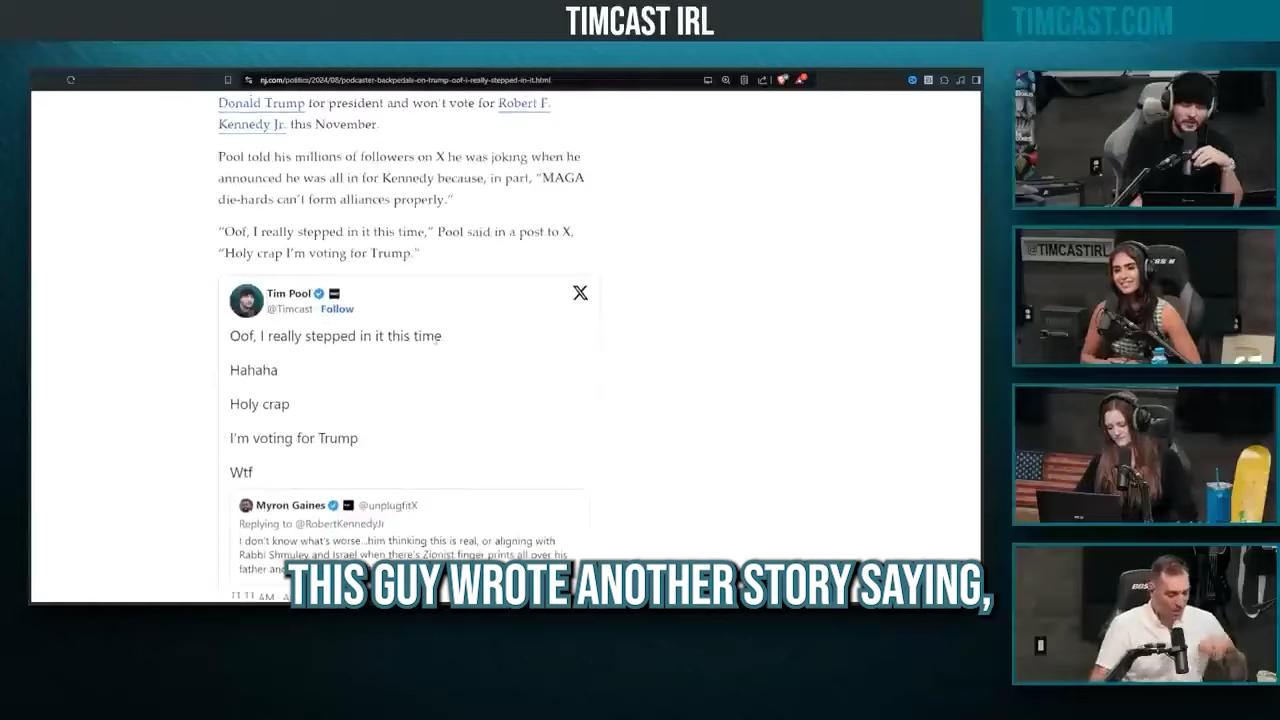 TIMCAST IRL
TIMCAST.COM
nj.com/politics/2024/08/podcaster-backpedals-on-trump-oof-i-really-stepped-in-it.html
Donald Trump for president and won't vote for Robert F.
Kennedy Jr. this November.
Pool told his millions of followers on X he was joking when he
announced he was all in for Kennedy because, in part, "MAGA
die-hards can't form alliances properly."
"Oof, I really stepped in it this time," Pool said in a post to X,
"Holy crap I'm voting for Trump."
Tim Pool
@Timcast Follow
Oof, I really stepped in it this time
Hahaha
Holy crap
I'm voting for Trump
Wtf
Myron Gaines @unplugfitX
Replying to @RobertKennedyJr
I don't know what's worse...him thinking this is real, or aligning with
Rabbi Shmuley and Israel when there's Zionist finger prints all over his
father and
THIS GUY WROTE ANOTHER STORY SAYING,
@TIMCASTIRL